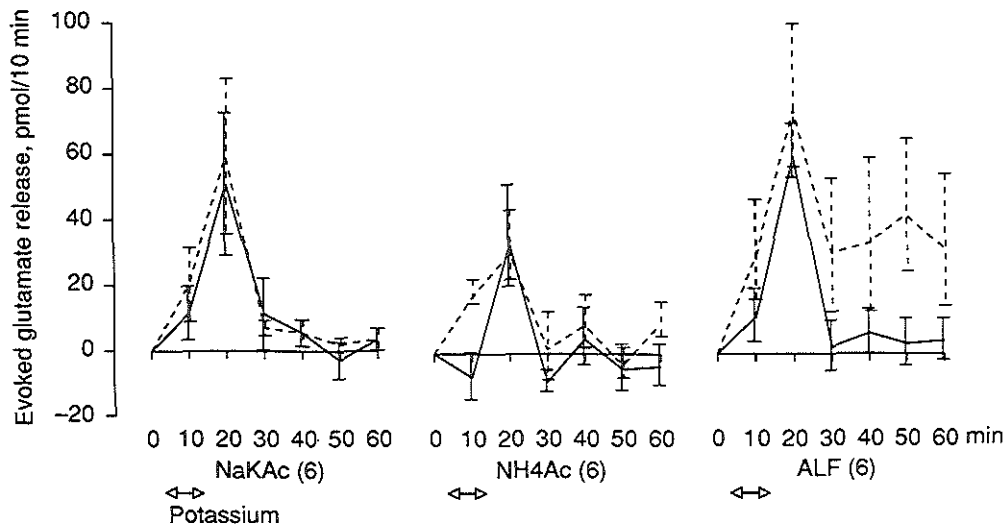 Evoked glutamate release, pmol/10 min
100
80
60
40
20
0
−20
0 10 20 30 40 50 60
0 10 20 30 40 50 60
0 10 20 30 40 50 60 min
NaKAc (6)
NH4Ac (6)
ALF (6)
Potassium